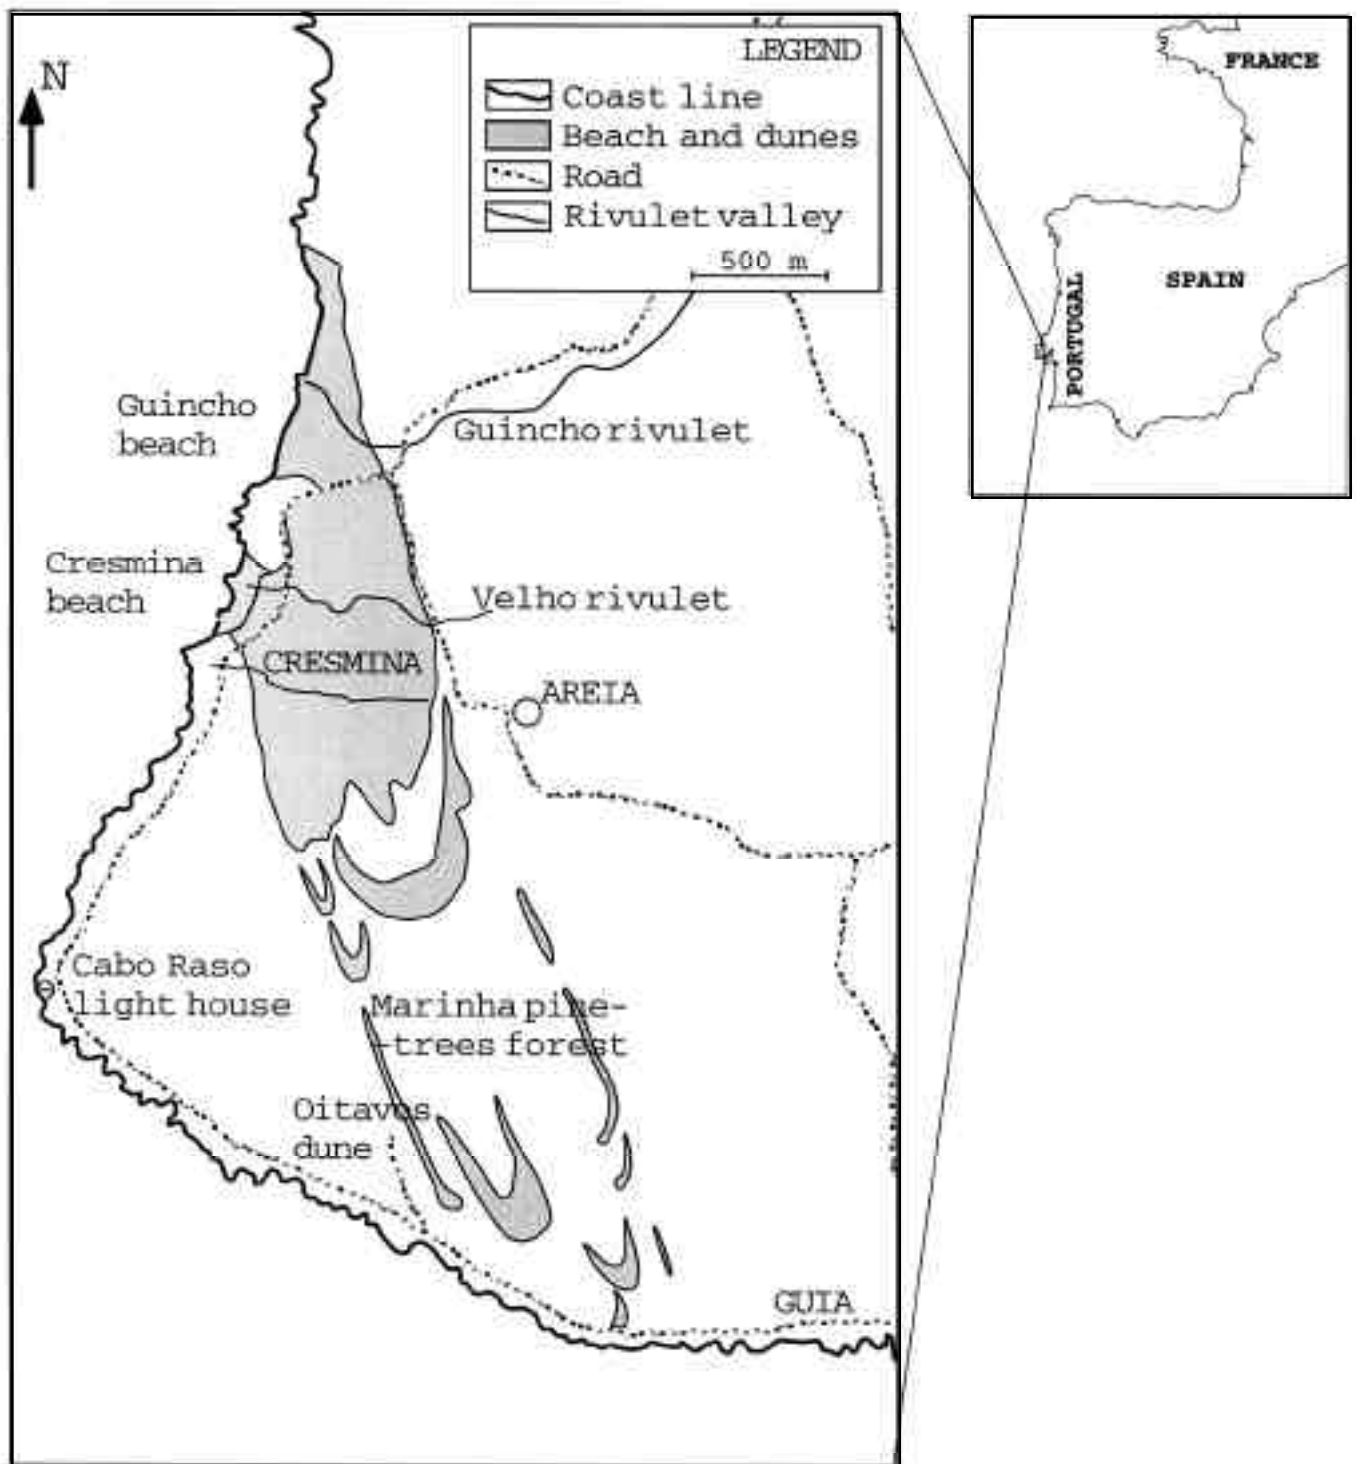 N
LEGEND
Coast line
Beach and dunes
Road
Rivulet valley
500 m
Guincho
beach
Guincho rivulet
Cresmina
beach
Velho rivulet
CRESMINA
AREIA
Cabo Raso
light house
Marinha pine-
-trees forest
Oitavos
dune
GUIA
FRANCE
SPAIN
PORTUGAL